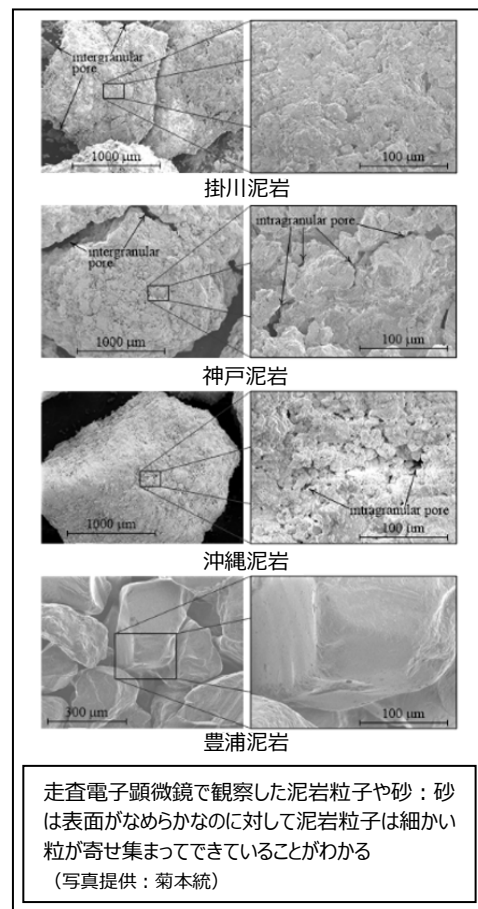 intergranular
pore
1000 μm
100 μm
掛川泥岩
intergranular
pore
1000 μm
intragranular pore
100 μm
神戸泥岩
1000 μm
intragranular pore
100 μm
沖縄泥岩
300 μm
100 μm
豊浦泥岩
走査電子顕微鏡で観察した泥岩粒子や砂：砂
は表面がなめらかなのに対して泥岩粒子は細かい
粒が寄せ集まってできていることがわかる
（写真提供：菊本統）